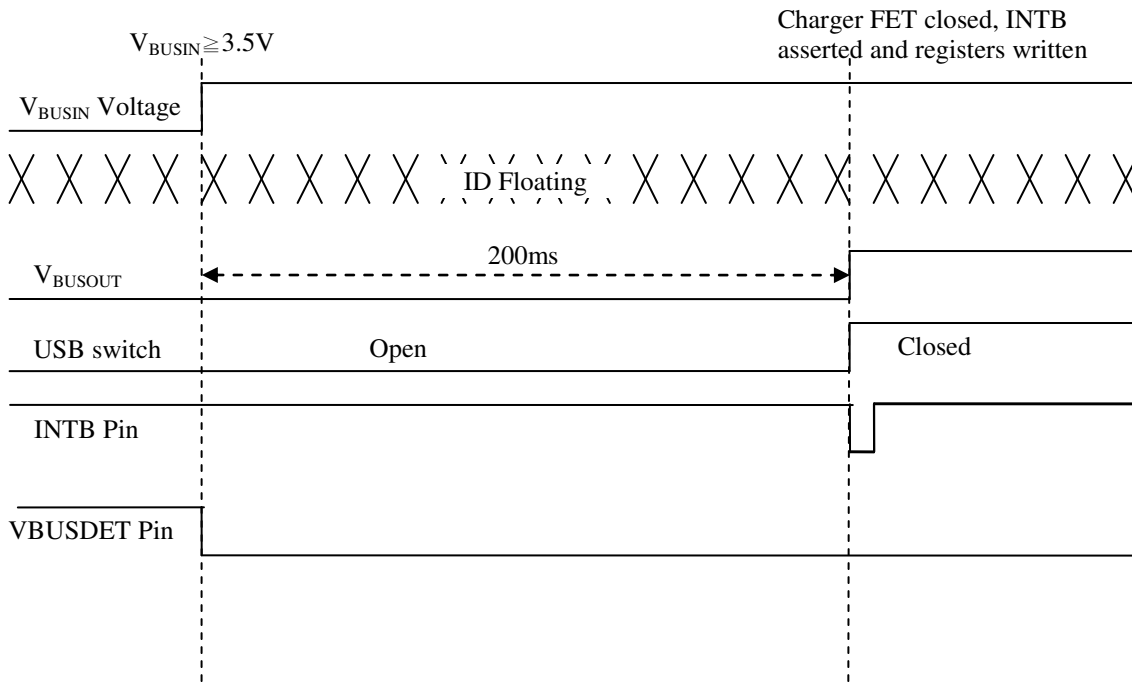 Charger FET closed, INTB
asserted and registers written
V_BUSIN≧3.5V
V_BUSIN Voltage
ID Floating
200ms
V_BUSOUT
USB switch
Open
Closed
INTB Pin
VBUSDET Pin